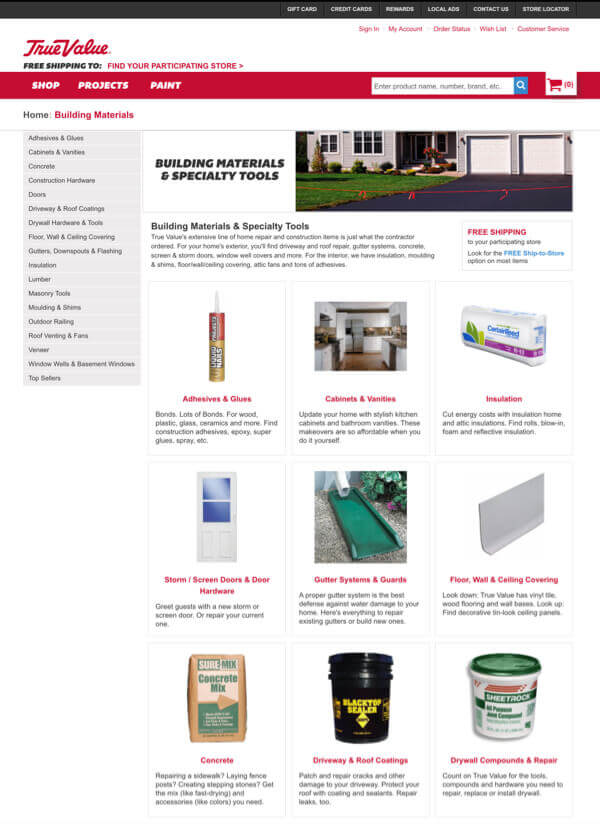 GIFT CARD CREDIT CARDS REWARDS LOCAL ADS CONTACT US STORE LOCATOR
Sign In My Account Order Status Wish List Customer Service
True Value.
FREE SHIPPING TO: FIND YOUR PARTICIPATING STORE >
SHOP PROJECTS PAINT
Enter product name, number, brand, etc.
(0)
Home: Building Materials
Adhesives & Glues
Cabinets & Vanities
Concrete
Construction Hardware
Doors
Driveway & Roof Coatings
Drywall Hardware & Tools
Floor, Wall & Ceiling Covering
Gutters, Downspouts & Flashing
Insulation
Lumber
Masonry Tools
Moulding & Shims
Outdoor Railing
Roof Venting & Fans
Veneer
Window Wells & Basement Windows
Top Sellers
BUILDING MATERIALS
& SPECIALTY TOOLS
Building Materials & Specialty Tools
True Value's extensive line of home repair and construction items is just what the contractor
ordered. For your home's exterior, you'll find driveway and roof repair, gutter systems, concrete,
screen & storm doors, window well covers and more. For the interior, we have insulation, moulding
& shims, floor/wall/ceiling covering, attic fans and tons of adhesives.
FREE SHIPPING
to your participating store
Look for the FREE Ship-to-Store
option on most items
LIQUID NAILS
PROJECTS
Adhesives & Glues
Bonds. Lots of Bonds. For wood,
plastic, glass, ceramics and more. Find
construction adhesives, epoxy, super
glues, spray, etc.
Cabinets & Vanities
Update your home with stylish kitchen
cabinets and bathroom vanities. These
makeovers are so affordable when you
do it yourself.
CertainTeed
R-13
Insulation
Cut energy costs with insulation home
and attic insulations. Find rolls, blow-in,
foam and reflective insulation.
Storm / Screen Doors & Door
Hardware
Greet guests with a new storm or
screen door. Or repair your current
one.
Gutter Systems & Guards
A proper gutter system is the best
defense against water damage to your
home. Here's everything to repair
existing gutters or build new ones.
Floor, Wall & Ceiling Covering
Look down: True Value has vinyl tile,
wood flooring and wall bases. Look up:
Find decorative tin-look ceiling panels.
SURE-MIX
Concrete
Mix
Concrete
Repairing a sidewalk? Laying fence
posts? Creating stepping stones? Get
the mix (like fast-drying) and
accessories (like colors) you need.
BLACKTOP
SEALER
Driveway & Roof Coatings
Patch and repair cracks and other
damage to your driveway. Protect your
roof with coating and sealants. Repair
leaks, too.
SHEETROCK
All Purpose
Joint Compound
Drywall Compounds & Repair
Count on True Value for the tools,
compounds and hardware you need to
repair, replace or install drywall.